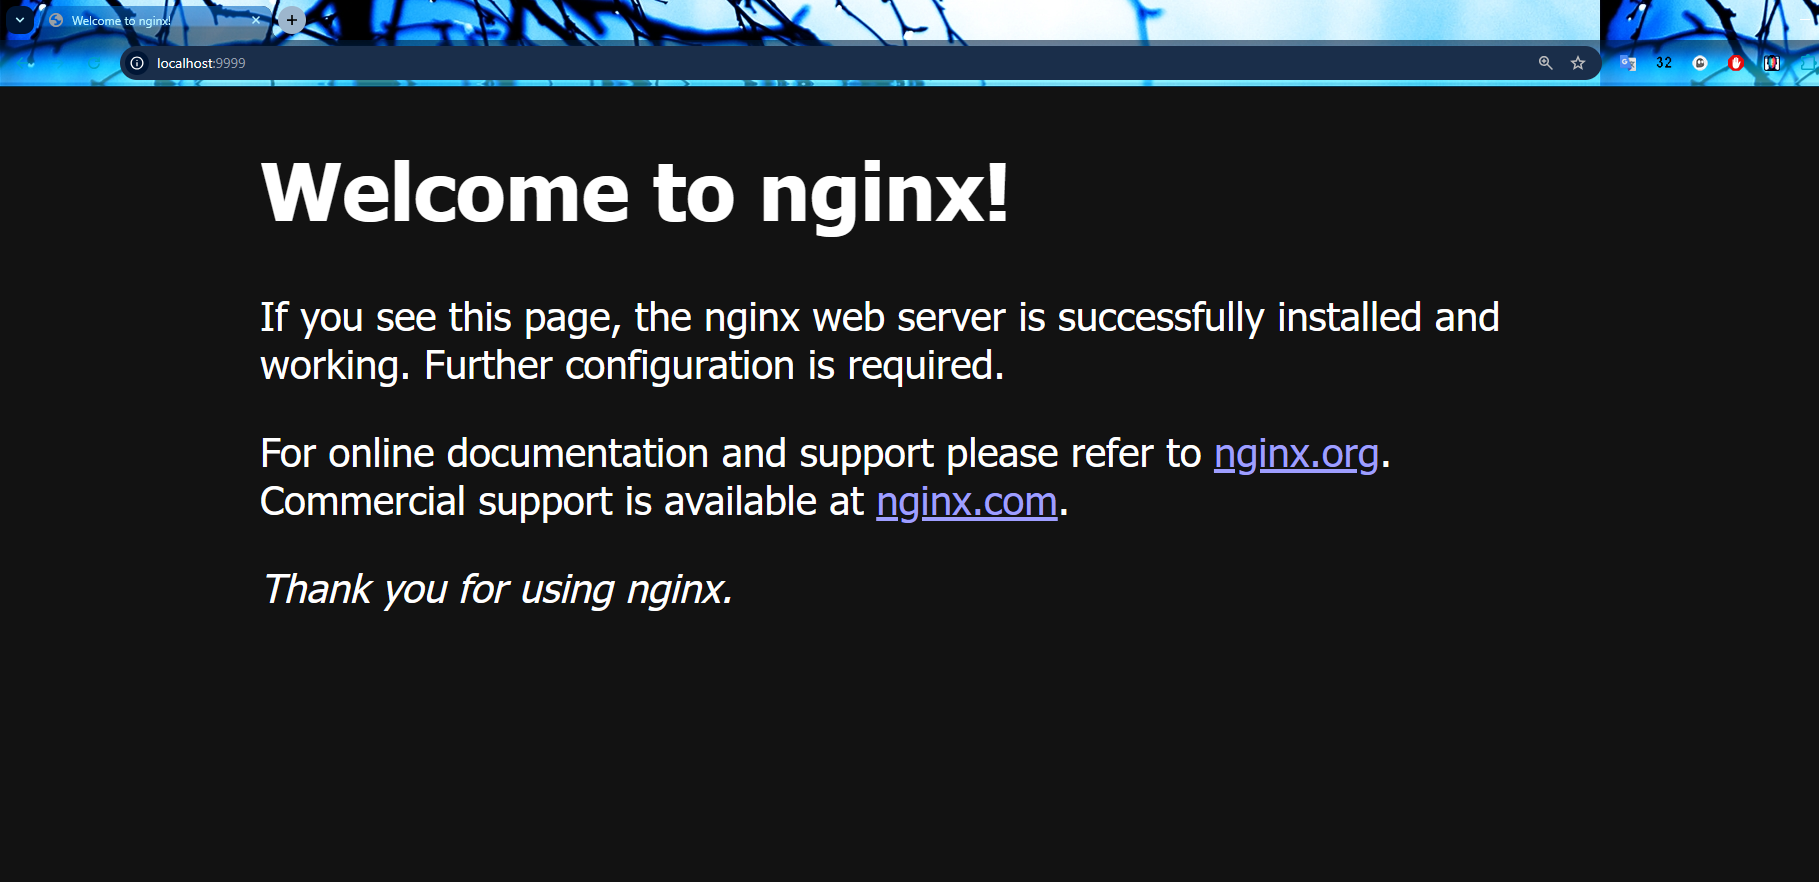 Welcome to nginx!
localhost:9999
32
Welcome to nginx!
If you see this page, the nginx web server is successfully installed and
working. Further configuration is required.
For online documentation and support please refer to nginx.org.
Commercial support is available at nginx.com.
Thank you for using nginx.